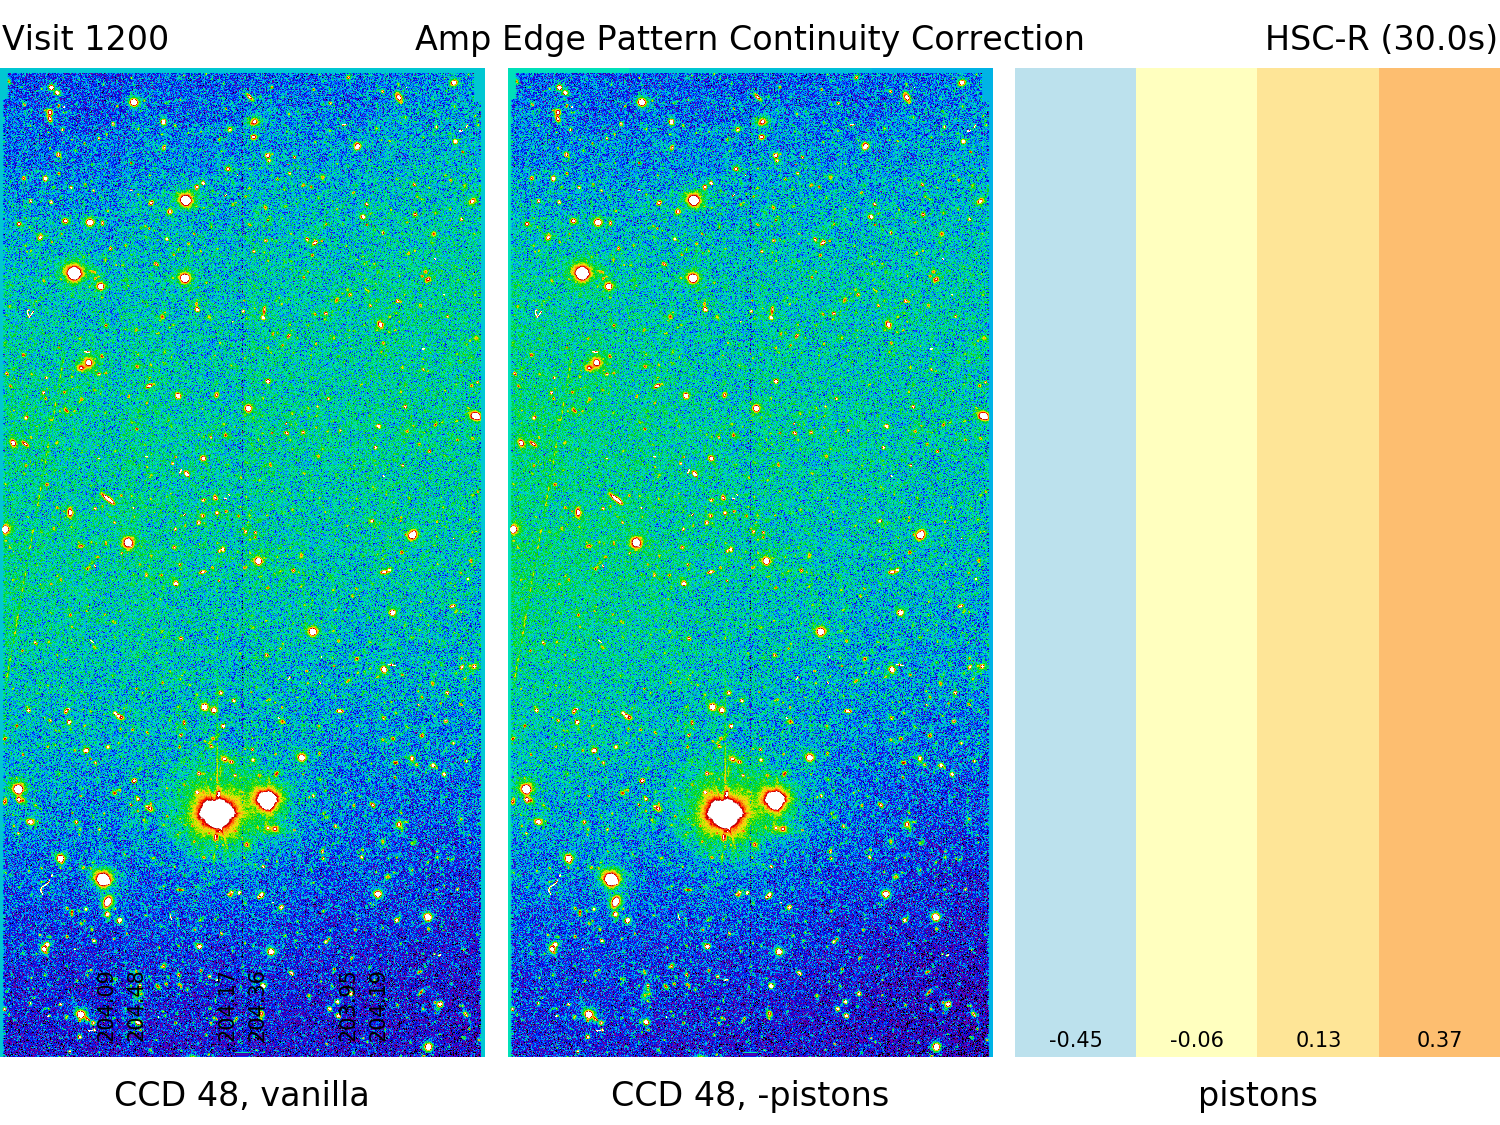 Visit 1200
Amp Edge Pattern Continuity Correction
HSC-R (30.0s)
204.09
204.48
204.17
204.36
203.95
204.19
-0.45
-0.06
0.13
0.37
CCD 48, vanilla
CCD 48, -pistons
pistons